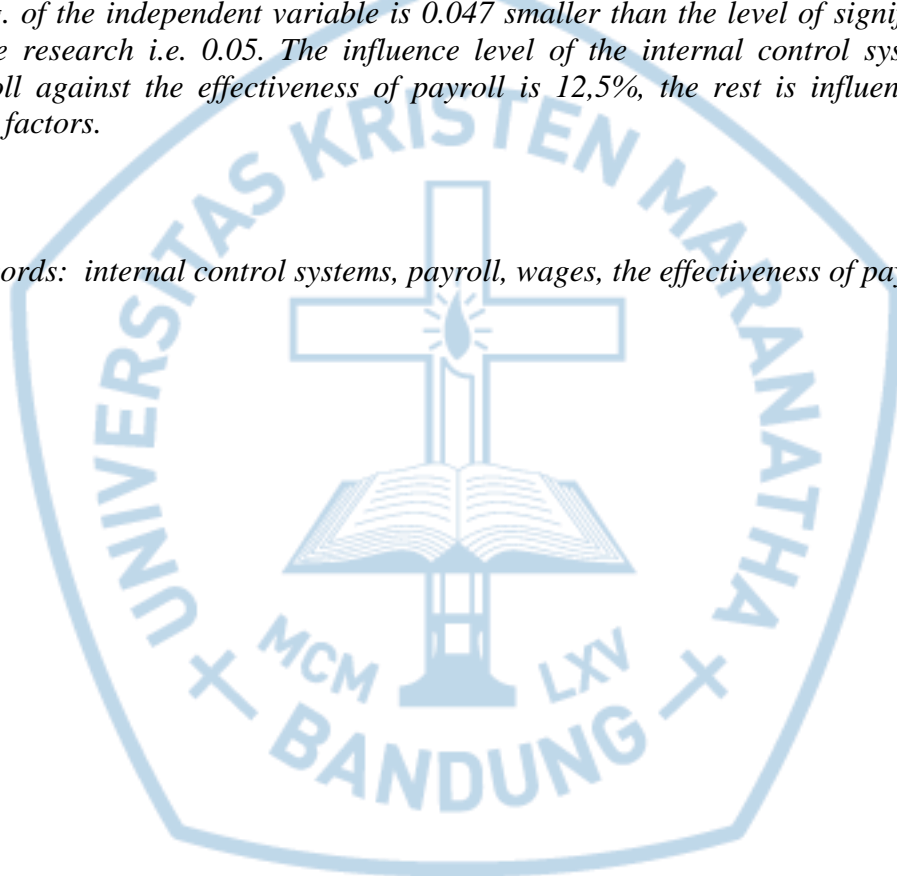 . of the independent variable is 0.047 smaller than the level of signif
e research i.e. 0.05. The influence level of the internal control sys
oll against the effectiveness of payroll is 12,5%, the rest is influen
factors.
ords: internal control systems, payroll, wages, the effectiveness of pa
UNIVERSITAS KRISTEN MARANATHA
MCM LXV
BANDUNG